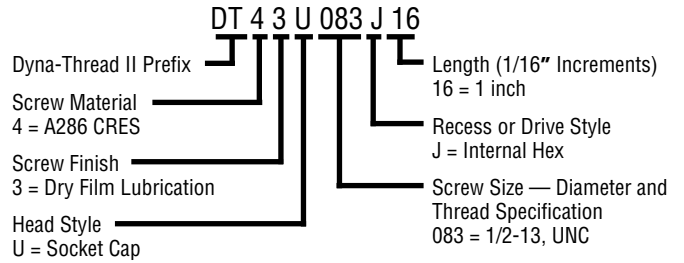 DT 4 3 U 083 J 16
Dyna-Thread II Prefix
Screw Material
4 = A286 CRES
Screw Finish
3 = Dry Film Lubrication
Head Style
U = Socket Cap
Length (1/16″ Increments)
16 = 1 inch
Recess or Drive Style
J = Internal Hex
Screw Size — Diameter and
Thread Specification
083 = 1/2-13, UNC